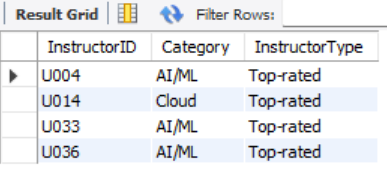 Result Grid Filter Rows:
InstructorID Category InstructorType
U004 AI/ML Top-rated
U014 Cloud Top-rated
U033 AI/ML Top-rated
U036 AI/ML Top-rated